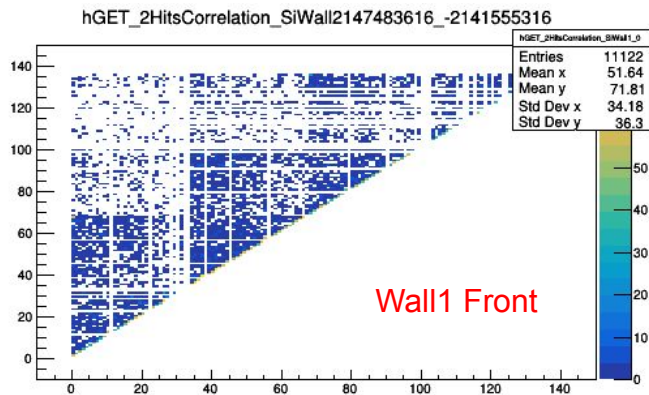 hGET_2HitsCorrelation_SiWall2147483616_-2141555316
hGET_2HitsCorrelation_SiWall1_0
Entries 11122
Mean x 51.64
Mean y 71.81
Std Dev x 34.18
Std Dev y 36.3
140
120
100
80
60
40
20
0
50
40
30
20
10
0
Wall1 Front
0 20 40 60 80 100 120 140